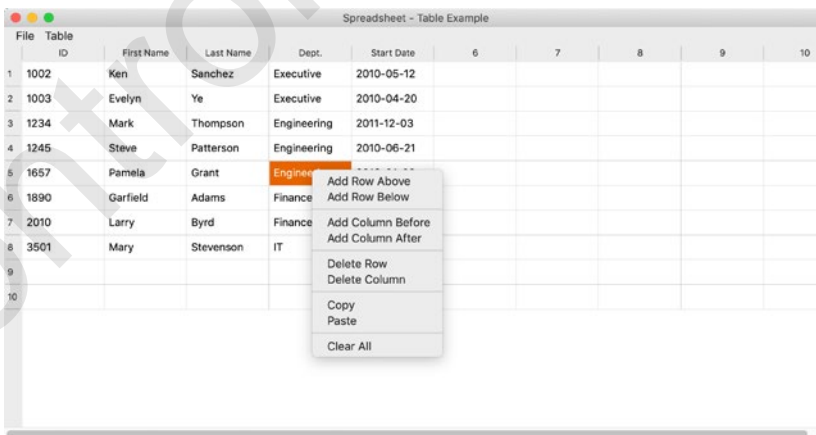 Spreadsheet - Table Example
File Table
ID First Name Last Name Dept. Start Date 6 7 8 9 10
1 1002 Ken Sanchez Executive 2010-05-12
2 1003 Evelyn Ye Executive 2010-04-20
3 1234 Mark Thompson Engineering 2011-12-03
4 1245 Steve Patterson Engineering 2010-06-21
5 1657 Pamela Grant
Add Row Above
6 1890 Garfield Adams Finance Add Row Below
7 2010 Larry Byrd Finance Add Column Before
Add Column After
8 3501 Mary Stevenson IT
Delete Row
9
Delete Column
10
Copy
Paste
Clear All